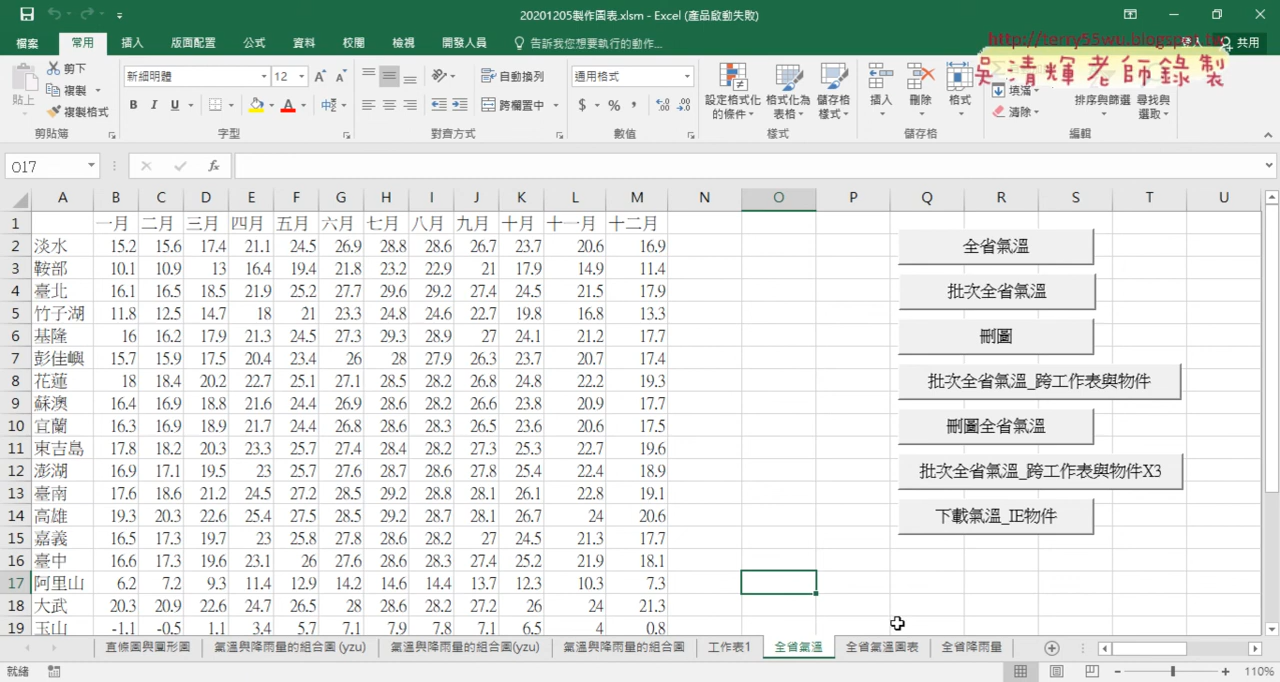 20201205製作圖表.xlsm - Excel (產品啟動失敗)
檔案 常用 插入 版面配置 公式 資料 校閱 檢視 開發人員 告訴我您想要執行的動作... 登入 共用
http://terry55wu.blogspot.tw
吳清輝老師錄製
貼上 剪下 複製 複製格式
新細明體 12
自動換列 跨欄置中
通用格式
設定格式化的條件 格式化為表格 儲存格樣式
插入 刪除 格式
填滿 清除 排序與篩選 尋找與選取
剪貼簿 字型 對齊方式 數值 樣式 儲存格 編輯
O17 fx
A B C D E F G H I J K L M N O P Q R S T U
1 一月 二月 三月 四月 五月 六月 七月 八月 九月 十月 十一月 十二月
2 淡水 15.2 15.6 17.4 21.1 24.5 26.9 28.8 28.6 26.7 23.7 20.6 16.9
3 鞍部 10.1 10.9 13 16.4 19.4 21.8 23.2 22.9 21 17.9 14.9 11.4
4 臺北 16.1 16.5 18.5 21.9 25.2 27.7 29.6 29.2 27.4 24.5 21.5 17.9
5 竹子湖 11.8 12.5 14.7 18 21 23.3 24.8 24.6 22.7 19.8 16.8 13.3
6 基隆 16 16.2 17.9 21.3 24.5 27.3 29.3 28.9 27 24.1 21.2 17.7
7 彭佳嶼 15.7 15.9 17.5 20.4 23.4 26 28 27.9 26.3 23.7 20.7 17.4
8 花蓮 18 18.4 20.2 22.7 25.1 27.1 28.5 28.2 26.8 24.8 22.2 19.3
9 蘇澳 16.4 16.9 18.8 21.6 24.4 26.9 28.6 28.2 26.6 23.8 20.9 17.7
10 宜蘭 16.3 16.9 18.9 21.7 24.4 26.8 28.6 28.3 26.5 23.6 20.6 17.5
11 東吉島 17.8 18.2 20.3 23.3 25.7 27.4 28.4 28.2 27.3 25.3 22.7 19.6
12 澎湖 16.9 17.1 19.5 23 25.7 27.6 28.7 28.6 27.8 25.4 22.4 18.9
13 臺南 17.6 18.6 21.2 24.5 27.2 28.5 29.2 28.8 28.1 26.1 22.8 19.1
14 高雄 19.3 20.3 22.6 25.4 27.5 28.5 29.2 28.7 28.1 26.7 24 20.6
15 嘉義 16.5 17.3 19.7 23 25.8 27.8 28.6 28.2 27 24.5 21.3 17.7
16 臺中 16.6 17.3 19.6 23.1 26 27.6 28.6 28.3 27.4 25.2 21.9 18.1
17 阿里山 6.2 7.2 9.3 11.4 12.9 14.2 14.6 14.4 13.7 12.3 10.3 7.3
18 大武 20.3 20.9 22.6 24.7 26.5 28 28.6 28.2 27.2 26 24 21.3
19 玉山 -1.1 -0.5 1.1 3.4 5.7 7.1 7.9 7.8 7.1 6.5 4 0.8
全省氣溫
批次全省氣溫
刪圖
批次全省氣溫_跨工作表與物件
刪圖全省氣溫
批次全省氣溫_跨工作表與物件X3
下載氣溫_IE物件
直條圖與圓形圖 氣溫與降雨量的組合圖 (yzu) 氣溫與降雨量的組合圖(yzu) 氣溫與降雨量的組合圖 工作表1 全省氣溫 全省氣溫圖表 全省降雨量
就緒 110%